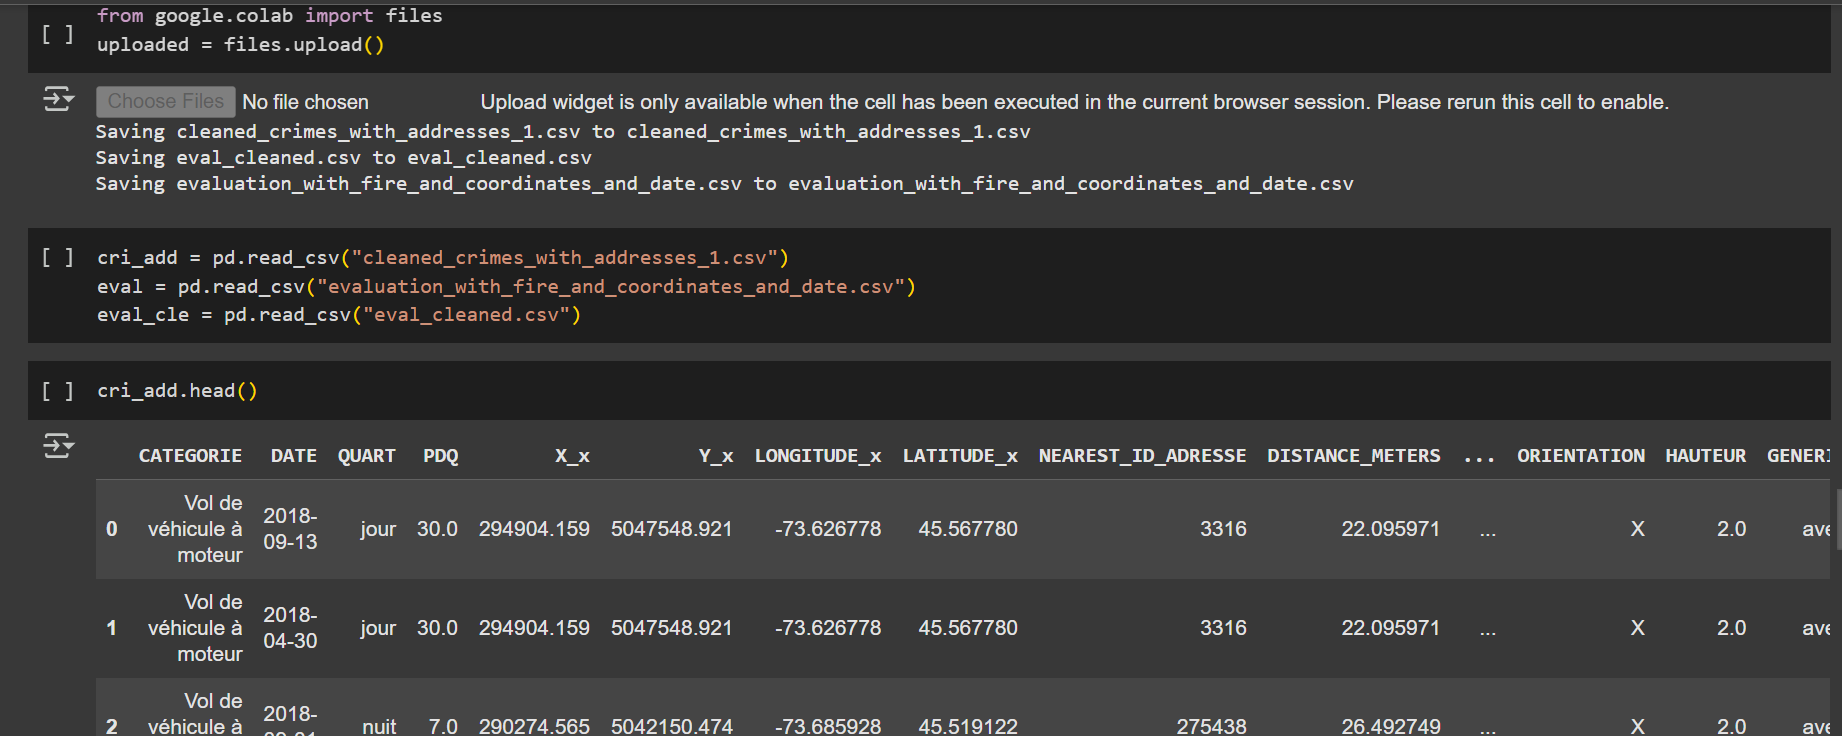 from google.colab import files
[ ]
uploaded = files.upload()
Choose Files No file chosen Upload widget is only available when the cell has been executed in the current browser session. Please rerun this cell to enable.
Saving cleaned_crimes_with_addresses_1.csv to cleaned_crimes_with_addresses_1.csv
Saving eval_cleaned.csv to eval_cleaned.csv
Saving evaluation_with_fire_and_coordinates_and_date.csv to evaluation_with_fire_and_coordinates_and_date.csv
[ ] cri_add = pd.read_csv("cleaned_crimes_with_addresses_1.csv")
eval = pd.read_csv("evaluation_with_fire_and_coordinates_and_date.csv")
eval_cle = pd.read_csv("eval_cleaned.csv")
[ ] cri_add.head()
CATEGORIE DATE QUART PDQ X_x Y_x LONGITUDE_x LATITUDE_x NEAREST_ID_ADRESSE DISTANCE_METERS ... ORIENTATION HAUTEUR GENERI
Vol de
2018-
0 véhicule à jour 30.0 294904.159 5047548.921 -73.626778 45.567780 3316 22.095971 ... X 2.0 ave
09-13
moteur
Vol de
2018-
1 véhicule à jour 30.0 294904.159 5047548.921 -73.626778 45.567780 3316 22.095971 ... X 2.0 ave
04-30
moteur
Vol de
2018-
2 véhicule à nuit 7.0 290274.565 5042150.474 -73.685928 45.519122 275438 26.492749 ... X 2.0 ave